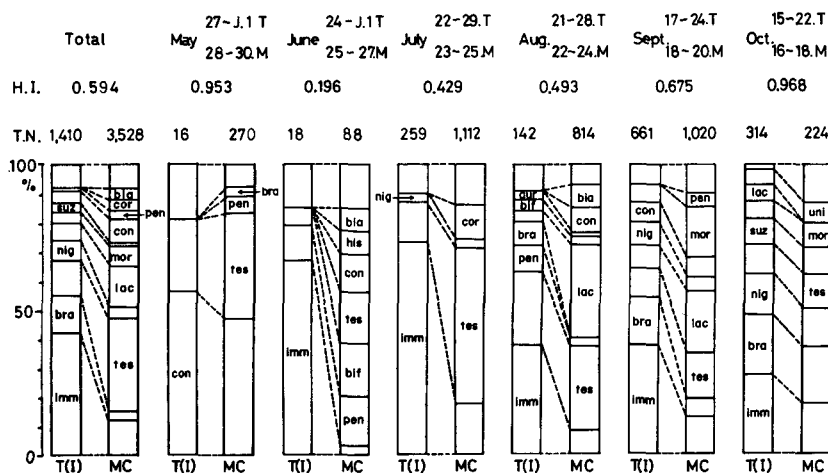 27~J.1 T 24-J.1 T 22-29.T 21-28.T 17-24.T 15~22.T
Total May June July Aug. Sept. Oct.
28-30.M 25~27.M 23~25.M 22~24.M 18~20.M 16~18.M
H.I. 0.594 0.953 0.196 0.429 0.493 0.675 0.968
T.N. 1,410 3,528 16 270 18 88 259 1,112 142 814 661 1,020 314 224
100
%
50
0
suz nig bra imm
bia cor pen con mor lac tes
con
bra pen tes
imm
bia his con tes bif pen
nig imm
cor tes
aur bif bra pen imm
bia con lac tes
con nig bra imm
pen mor lac tes
lac suz nig bra imm
uni mor tes
T(I) MC T(I) MC T(I) MC T(I) MC T(I) MC T(I) MC T(I) MC